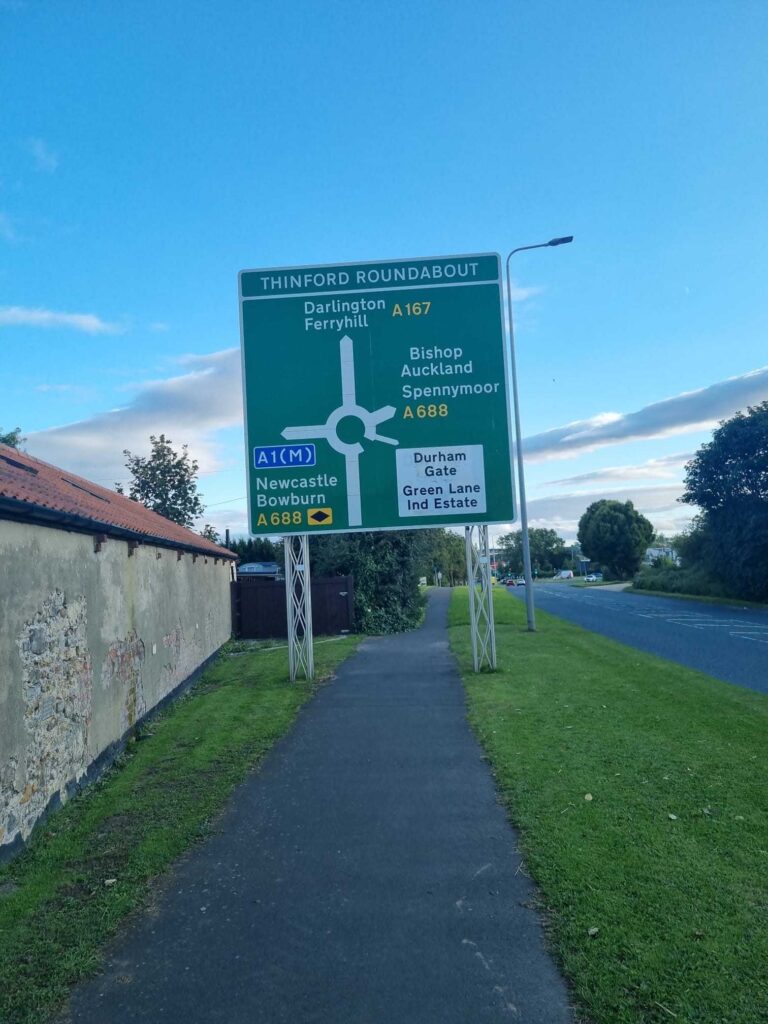 THINFORD ROUNDABOUT
Darlington
Ferryhill
A167
Bishop
Auckland
Spennymoor
A688
A1(M)
Newcastle
Bowburn
A688
Durham
Gate
Green Lane
Ind Estate